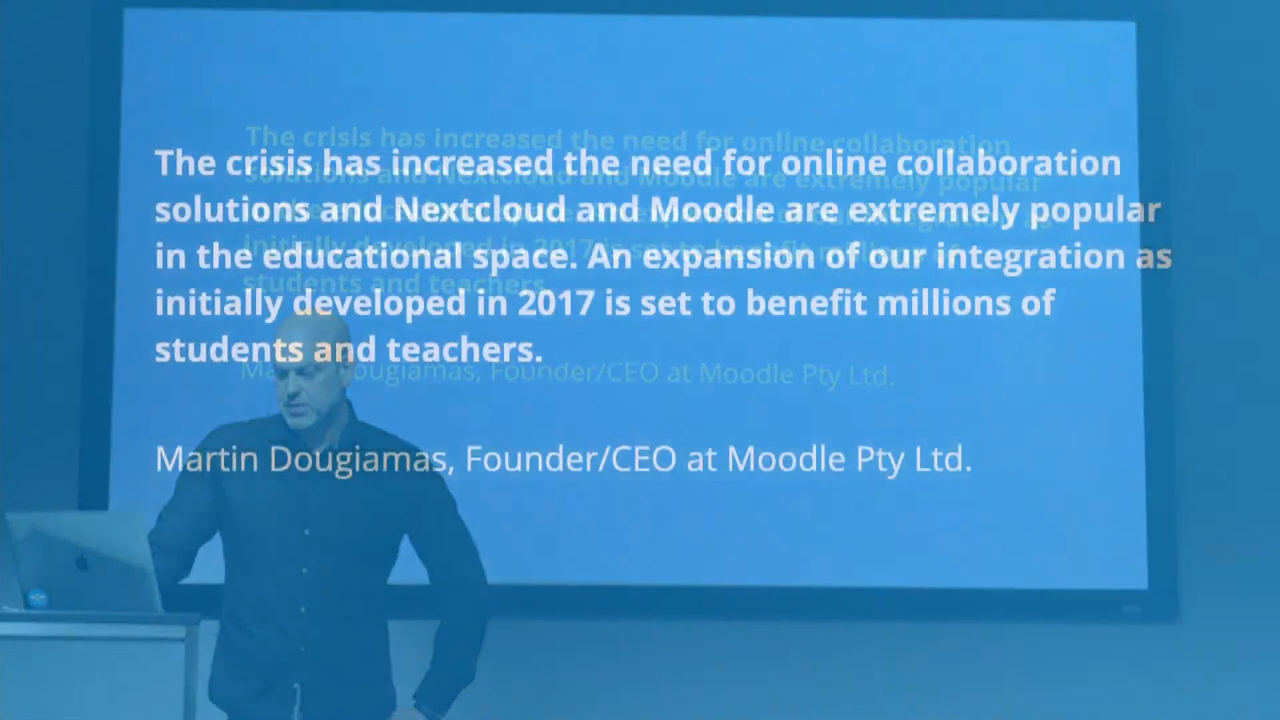 The crisis has increased the need for online collaboration
solutions and Nextcloud and Moodle are extremely popular
in the educational space. An expansion of our integration as
initially developed in 2017 is set to benefit millions of
students and teachers.
Martin Dougiamas, Founder/CEO at Moodle Pty Ltd.